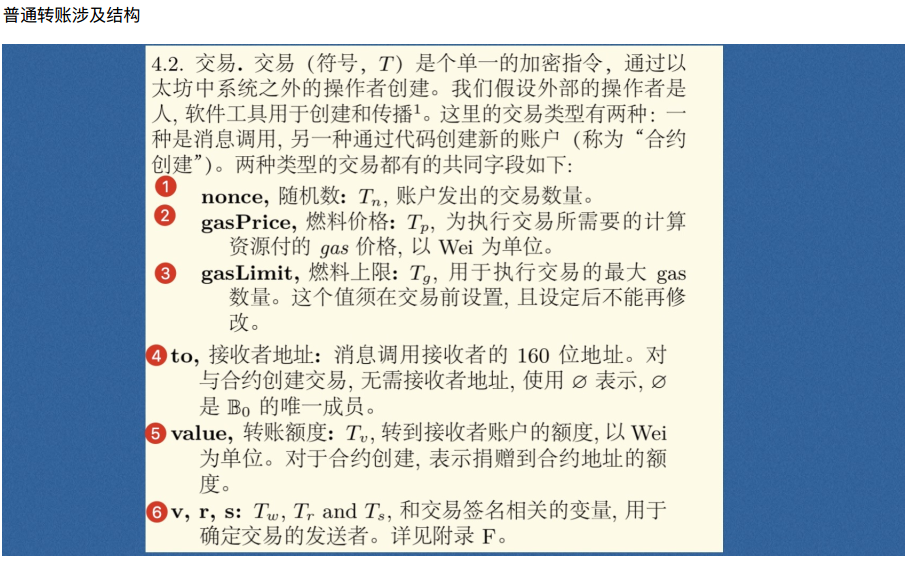 普通转账涉及结构
4.2. 交易. 交易（符号，T）是个单一的加密指令，通过以
太坊中系统之外的操作者创建。我们假设外部的操作者是
人, 软件工具用于创建和传播¹。这里的交易类型有两种: 一
种是消息调用, 另一种通过代码创建新的账户（称为“合约
创建”)。两种类型的交易都有的共同字段如下:
1 nonce, 随机数: Tₙ, 账户发出的交易数量。
2 gasPrice, 燃料价格: Tₚ, 为执行交易所需要的计算
资源付的 gas 价格, 以 Wei 为单位。
3 gasLimit, 燃料上限: T_g, 用于执行交易的最大 gas
数量。这个值须在交易前设置, 且设定后不能再修
改。
4 to, 接收者地址: 消息调用接收者的 160 位地址。对
与合约创建交易, 无需接收者地址, 使用 ∅ 表示, ∅
是 𝔹₀ 的唯一成员。
5 value, 转账额度: Tᵥ, 转到接收者账户的额度, 以 Wei
为单位。对于合约创建, 表示捐赠到合约地址的额
度。
6 v, r, s: T_w, Tᵣ and Tₛ, 和交易签名相关的变量, 用于
确定交易的发送者。详见附录 F。